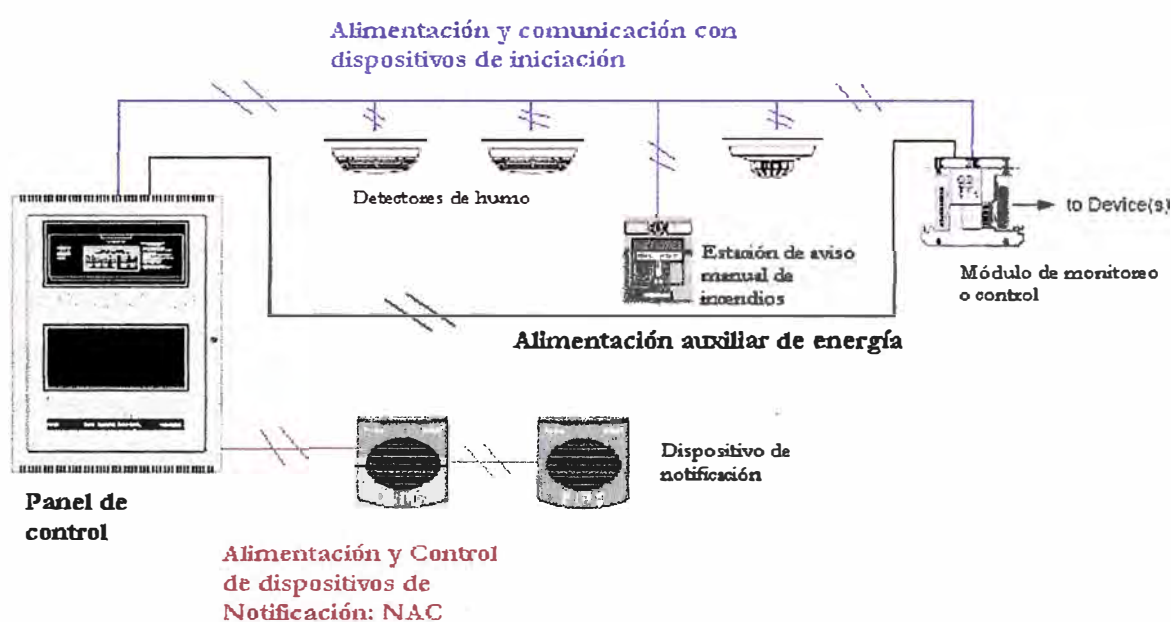 Alimentación y comunicación con
dispositivos de iniciación
Detectores de humo
to Device(s)
Estación de aviso
manual de
incendios
Módulo de monitoreo
o control
Alimentación auxiliar de energía
Dispositivo de
notificación
Panel de
control
Alimentación y Control
de dispositivos de
Notificación: NAC